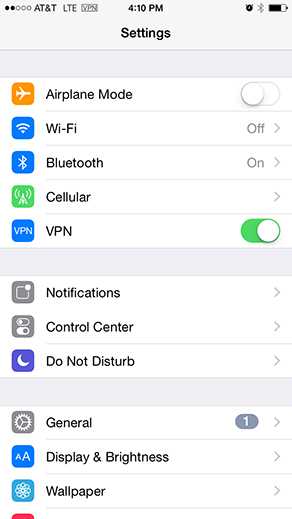 AT&T LTE VPN 4:10 PM
Settings
Airplane Mode
Wi-Fi Off
Bluetooth On
Cellular
VPN VPN
Notifications
Control Center
Do Not Disturb
General 1
AA Display & Brightness
Wallpaper